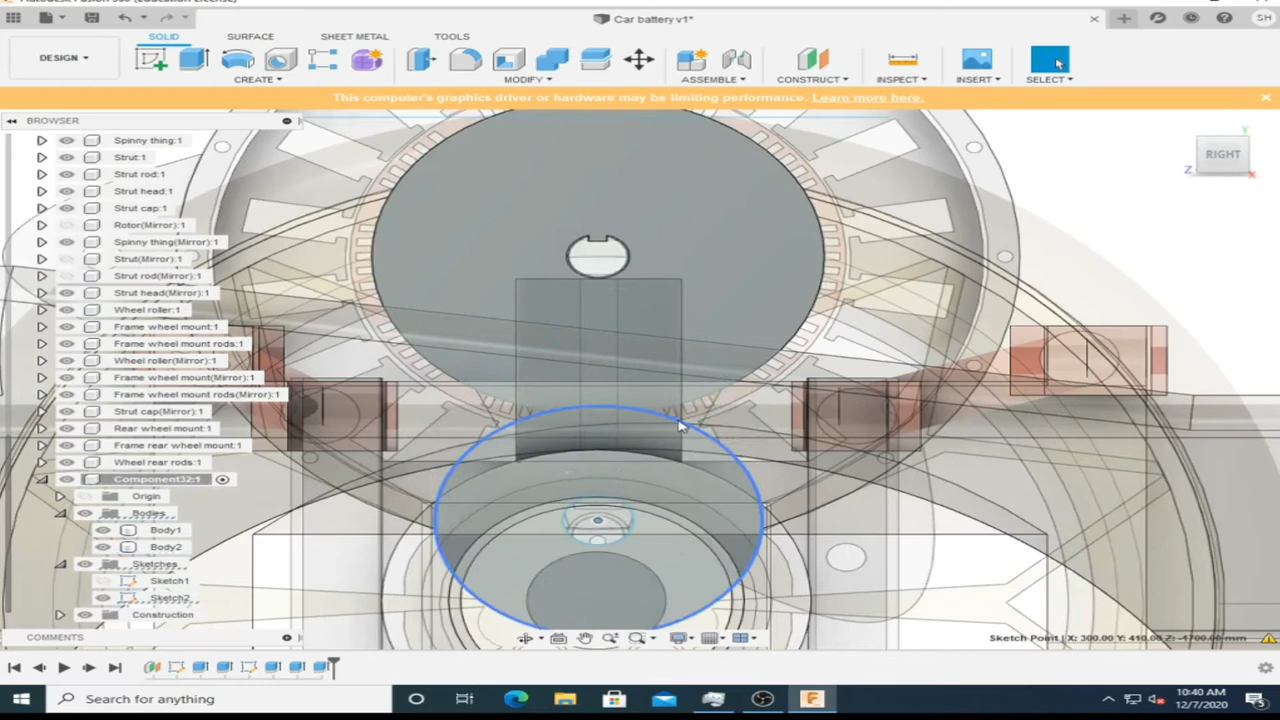 Autodesk Fusion 360 (Education License)
Car battery v1*
SH
SOLID
SURFACE
SHEET METAL
TOOLS
DESIGN
CREATE
MODIFY
ASSEMBLE
CONSTRUCT
INSPECT
INSERT
SELECT
This computer's graphics driver or hardware may be limiting performance. Learn more here.
BROWSER
Spinny thing:1
Strut:1
Strut rod:1
Strut head:1
Strut cap:1
Rotor(Mirror):1
Spinny thing(Mirror):1
Strut(Mirror):1
Strut rod(Mirror):1
Strut head(Mirror):1
Wheel roller:1
Frame wheel mount:1
Frame wheel mount rods:1
Wheel roller(Mirror):1
Frame wheel mount(Mirror):1
Frame wheel mount rods(Mirror):1
Strut cap(Mirror):1
Rear wheel mount:1
Frame rear wheel mount:1
Wheel rear rods:1
Component32:1
Origin
Bodies
Body1
Body2
Sketches
Sketch1
Sketch2
Construction
RIGHT
Y
Z
X
COMMENTS
Sketch Point | X: 300.00 Y: 410.00 Z: -1700.00 mm
Search for anything
10:40 AM
12/7/2020
5